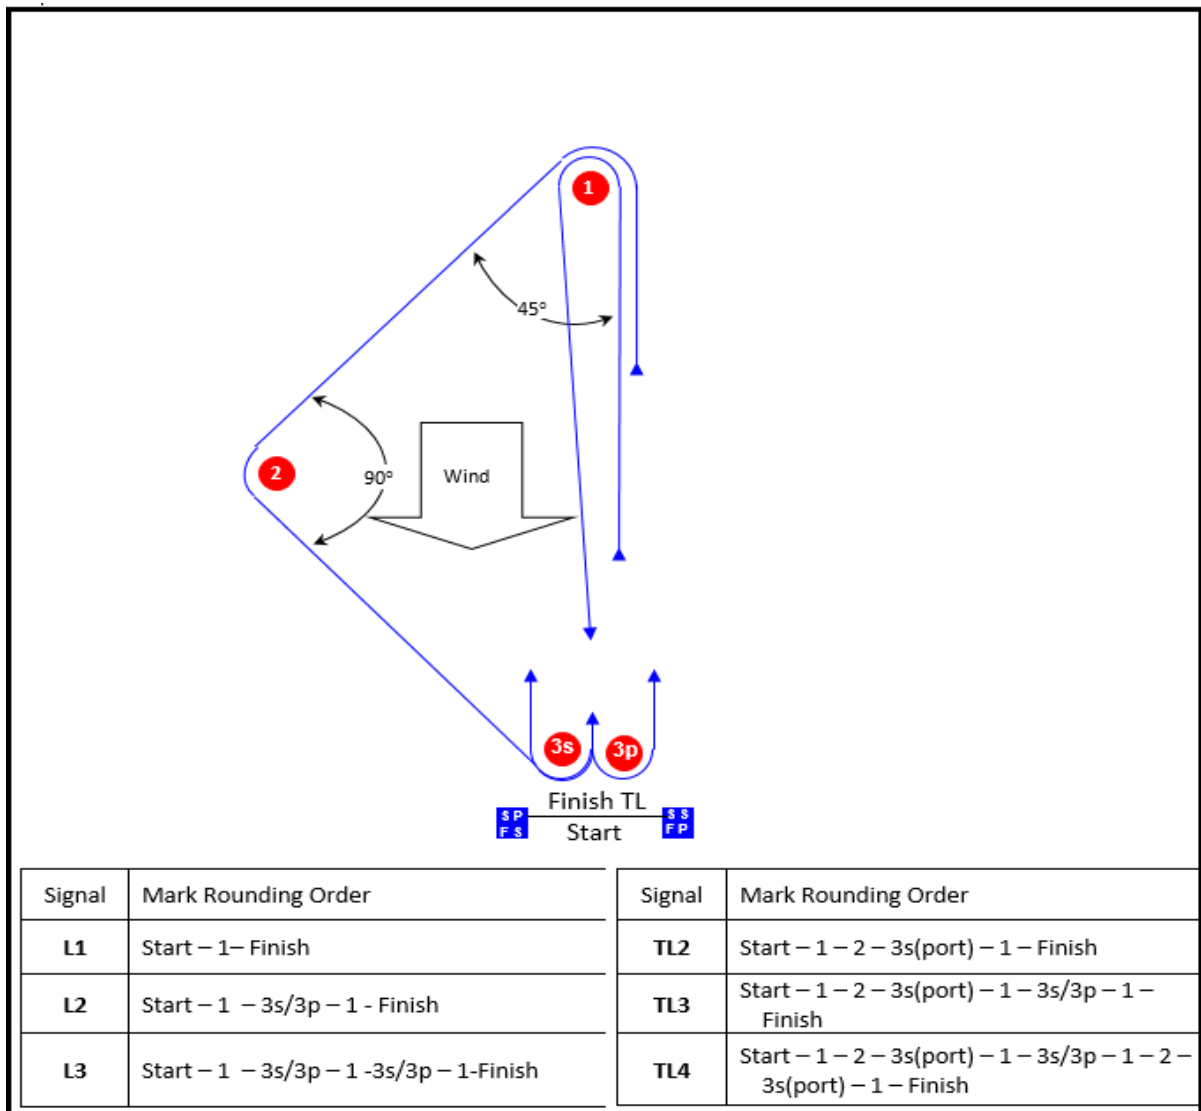 1
45º
2
90º
Wind
3s
3p
Finish TL
S P
F S
S S
F P
Start
Signal
Mark Rounding Order
L1
Start – 1– Finish
L2
Start – 1 – 3s/3p – 1 - Finish
L3
Start – 1 – 3s/3p – 1 -3s/3p – 1-Finish
Signal
Mark Rounding Order
TL2
Start – 1 – 2 – 3s(port) – 1 – Finish
TL3
Start – 1 – 2 – 3s(port) – 1 – 3s/3p – 1 –
Finish
TL4
Start – 1 – 2 – 3s(port) – 1 – 3s/3p – 1 – 2 –
3s(port) – 1 – Finish